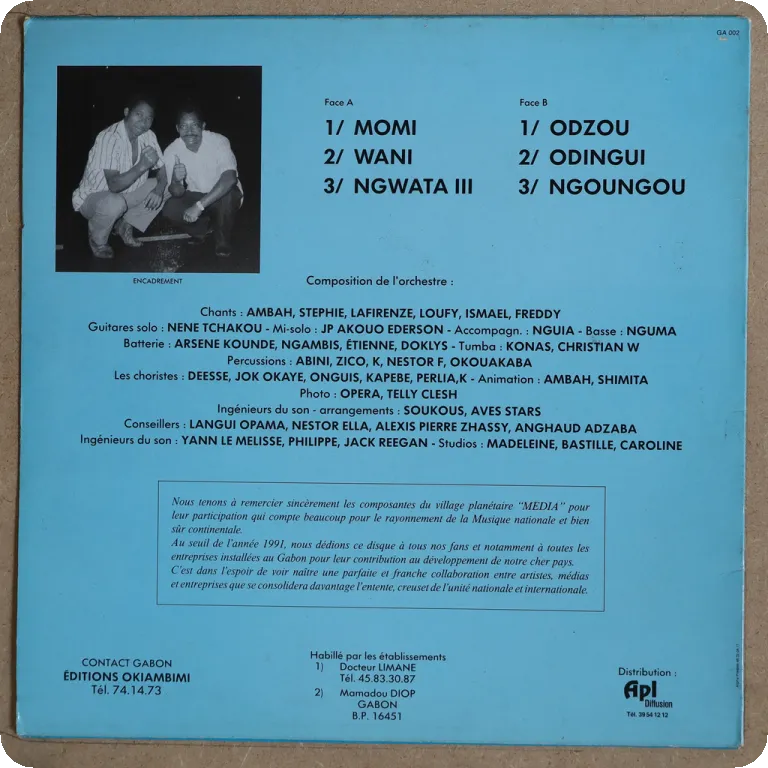 GA 002
Face A
1/ MOMI
2/ WANI
3/ NGWATA III
Face B
1/ ODZOU
2/ ODINGUI
3/ NGOUNGOU
ENCADREMENT
Composition de l'orchestre :
Chants : AMBAH, STEPHIE, LAFIRENZE, LOUFY, ISMAEL, FREDDY
Guitares solo : NENE TCHAKOU - Mi-solo : JP AKOUO EDERSON - Accompagn. : NGUIA - Basse : NGUMA
Batterie : ARSENE KOUNDE, NGAMBIS, ÉTIENNE, DOKLYS - Tumba : KONAS, CHRISTIAN W
Percussions : ABINI, ZICO, K, NESTOR F, OKOUAKABA
Les choristes : DEESSE, JOK OKAYE, ONGUIS, KAPEBE, PERLIA,K - Animation : AMBAH, SHIMITA
Photo : OPERA, TELLY CLESH
Ingénieurs du son - arrangements : SOUKOUS, AVES STARS
Conseillers : LANGUI OPAMA, NESTOR ELLA, ALEXIS PIERRE ZHASSY, ANGHAUD ADZABA
Ingénieurs du son : YANN LE MELISSE, PHILIPPE, JACK REEGAN - Studios : MADELEINE, BASTILLE, CAROLINE
Nous tenons à remercier sincèrement les composantes du village planétaire "MEDIA" pour
leur participation qui compte beaucoup pour le rayonnement de la Musique nationale et bien
sûr continentale.
Au seuil de l'année 1991, nous dédions ce disque à tous nos fans et notamment à toutes les
entreprises installées au Gabon pour leur contribution au développement de notre cher pays.
C'est dans l'espoir de voir naître une parfaite et franche collaboration entre artistes, médias
et entreprises que se consolidera davantage l'entente, creuset de l'unité nationale et internationale.
CONTACT GABON
ÉDITIONS OKIAMBIMI
Tél. 74.14.73
Habillé par les établissements
1) Docteur LIMANE
Tél. 45.83.30.87
2) Mamadou DIOP
GABON
B.P. 16451
Distribution :
Apl
Diffusion
Tél. 39 54 12 12